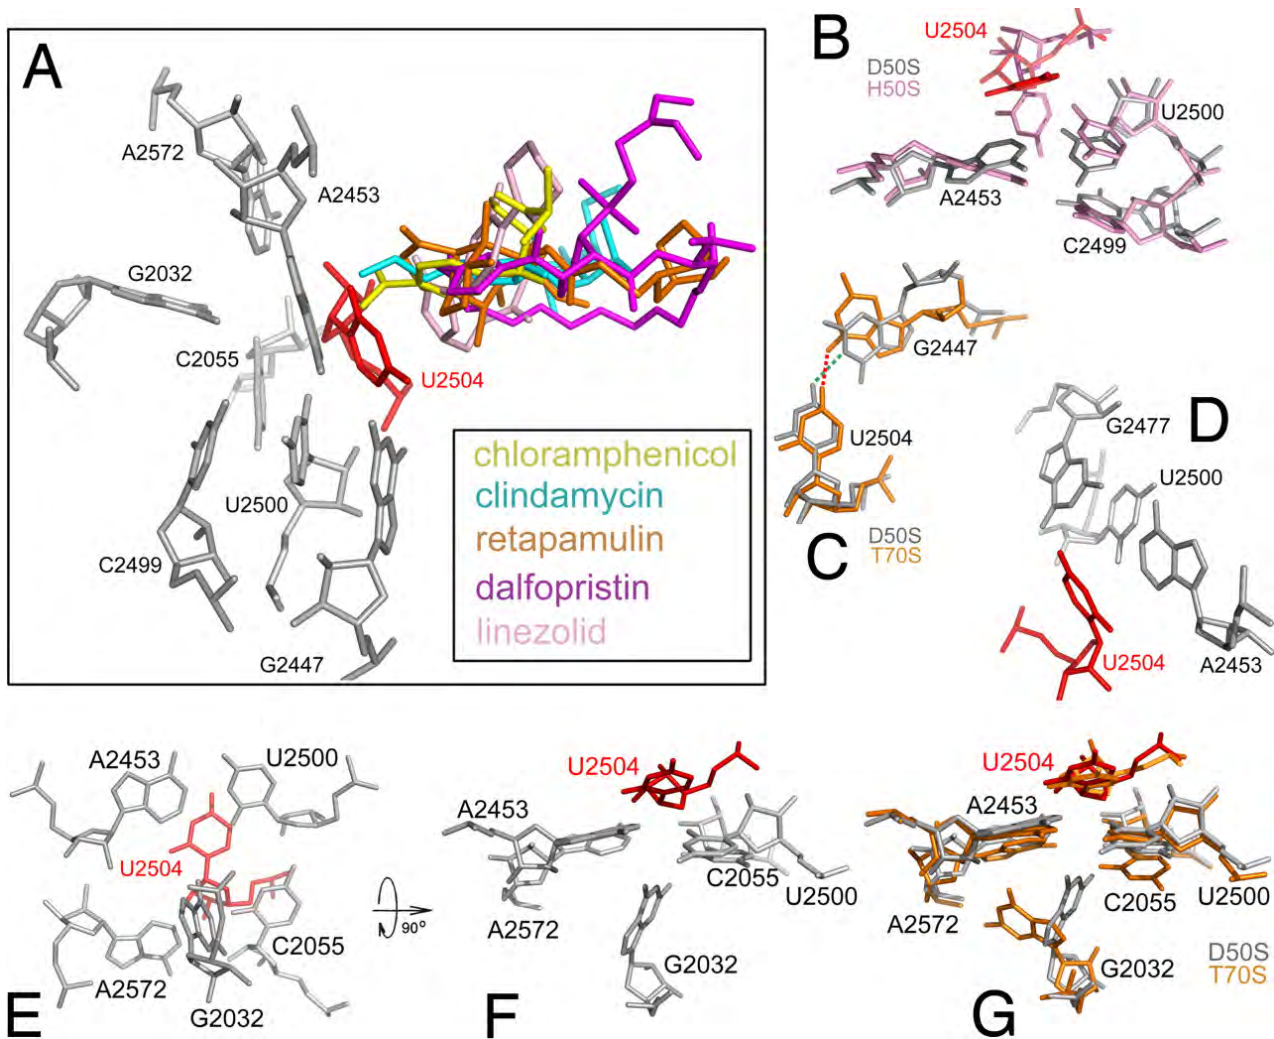 A
A2572
A2453
G2032
C2055
U2504
U2500
C2499
G2447
chloramphenicol
clindamycin
retapamulin
dalfopristin
linezolid
B
U2504
D50S
H50S
U2500
A2453
C2499
G2447
U2504
D50S
T70S
C
D
G2477
U2500
U2504
A2453
E
A2453
U2500
U2504
C2055
A2572
G2032
90°
F
U2504
A2453
C2055
U2500
A2572
G2032
G
U2504
A2453
C2055
U2500
A2572
G2032
D50S
T70S